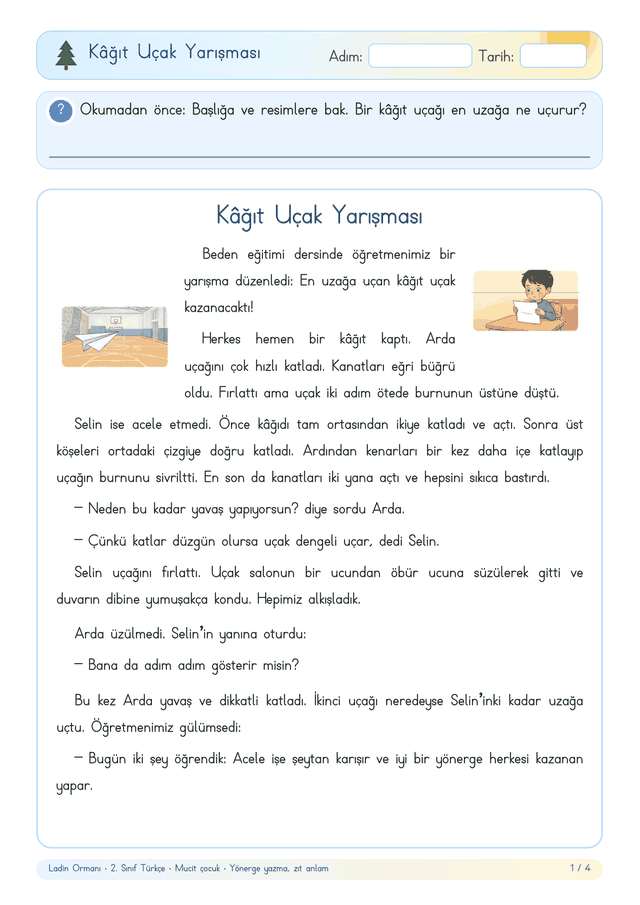 Kâğıt Uçak Yarışması
Adım:
Tarih:
? Okumadan önce: Başlığa ve resimlere bak. Bir kâğıt uçağı en uzağa ne uçurur?
Kâğıt Uçak Yarışması
Beden eğitimi dersinde öğretmenimiz bir
yarışma düzenledi: En uzağa uçan kâğıt uçak
kazanacaktı!
Herkes hemen bir kâğıt kaptı. Arda
uçağını çok hızlı katladı. Kanatları eğri büğrü
oldu. Fırlattı ama uçak iki adım ötede burnunun üstüne düştü.
Selin ise acele etmedi. Önce kâğıdı tam ortasından ikiye katladı ve açtı. Sonra üst
köşeleri ortadaki çizgiye doğru katladı. Ardından kenarları bir kez daha içe katlayıp
uçağın burnunu sivriltti. En son da kanatları iki yana açtı ve hepsini sıkıca bastırdı.
– Neden bu kadar yavaş yapıyorsun? diye sordu Arda.
– Çünkü katlar düzgün olursa uçak dengeli uçar, dedi Selin.
Selin uçağını fırlattı. Uçak salonun bir ucundan öbür ucuna süzülerek gitti ve
duvarın dibine yumuşakça kondu. Hepimiz alkışladık.
Arda üzülmedi. Selin’in yanına oturdu:
– Bana da adım adım gösterir misin?
Bu kez Arda yavaş ve dikkatli katladı. İkinci uçağı neredeyse Selin’inki kadar uzağa
uçtu. Öğretmenimiz gülümsedi:
– Bugün iki şey öğrendik: Acele işe şeytan karışır ve iyi bir yönerge herkesi kazanan
yapar.
Ladin Ormanı • 2. Sınıf Türkçe • Mucit çocuk • Yönerge yazma, zıt anlam
1 / 4